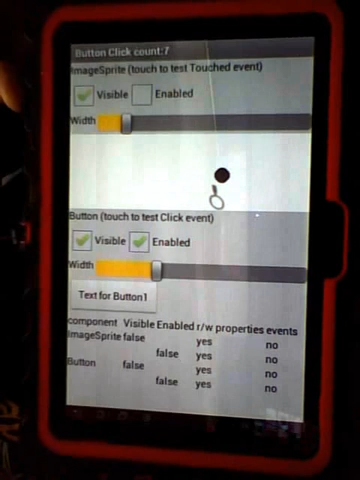 Button Click count:7
ImageSprite (touch to test Touched event)
Visible Enabled
Width
Button (touch to test Click event)
Visible Enabled
Width
Text for Button1
component Visible Enabled r/w properties events
ImageSprite false yes no
false yes no
Button false yes no
false yes no